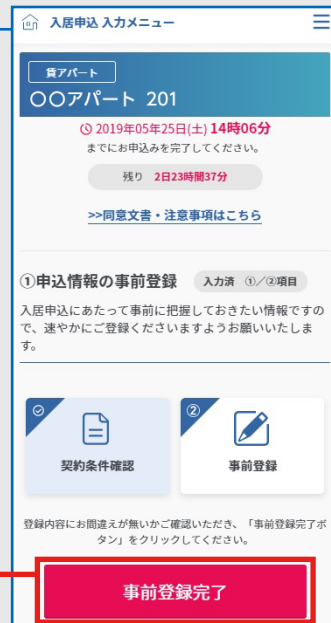 入居申込 入力メニュー
賃アパート
〇〇アパート 201
2019年05年25日(土) 14時06分
までにお申込みを完了してください。
残り 2日23時間37分
>>同意文書・注意事項はこちら
①申込情報の事前登録 入力済 ①/②項目
入居申込にあたって事前に把握しておきたい情報ですの
で、速やかにご登録くださいますようお願いいたしま
す。
②
契約条件確認 事前登録
登録内容にお間違えが無いかご確認いただき、「事前登録完了ボ
タン」をクリックしてください。
事前登録完了